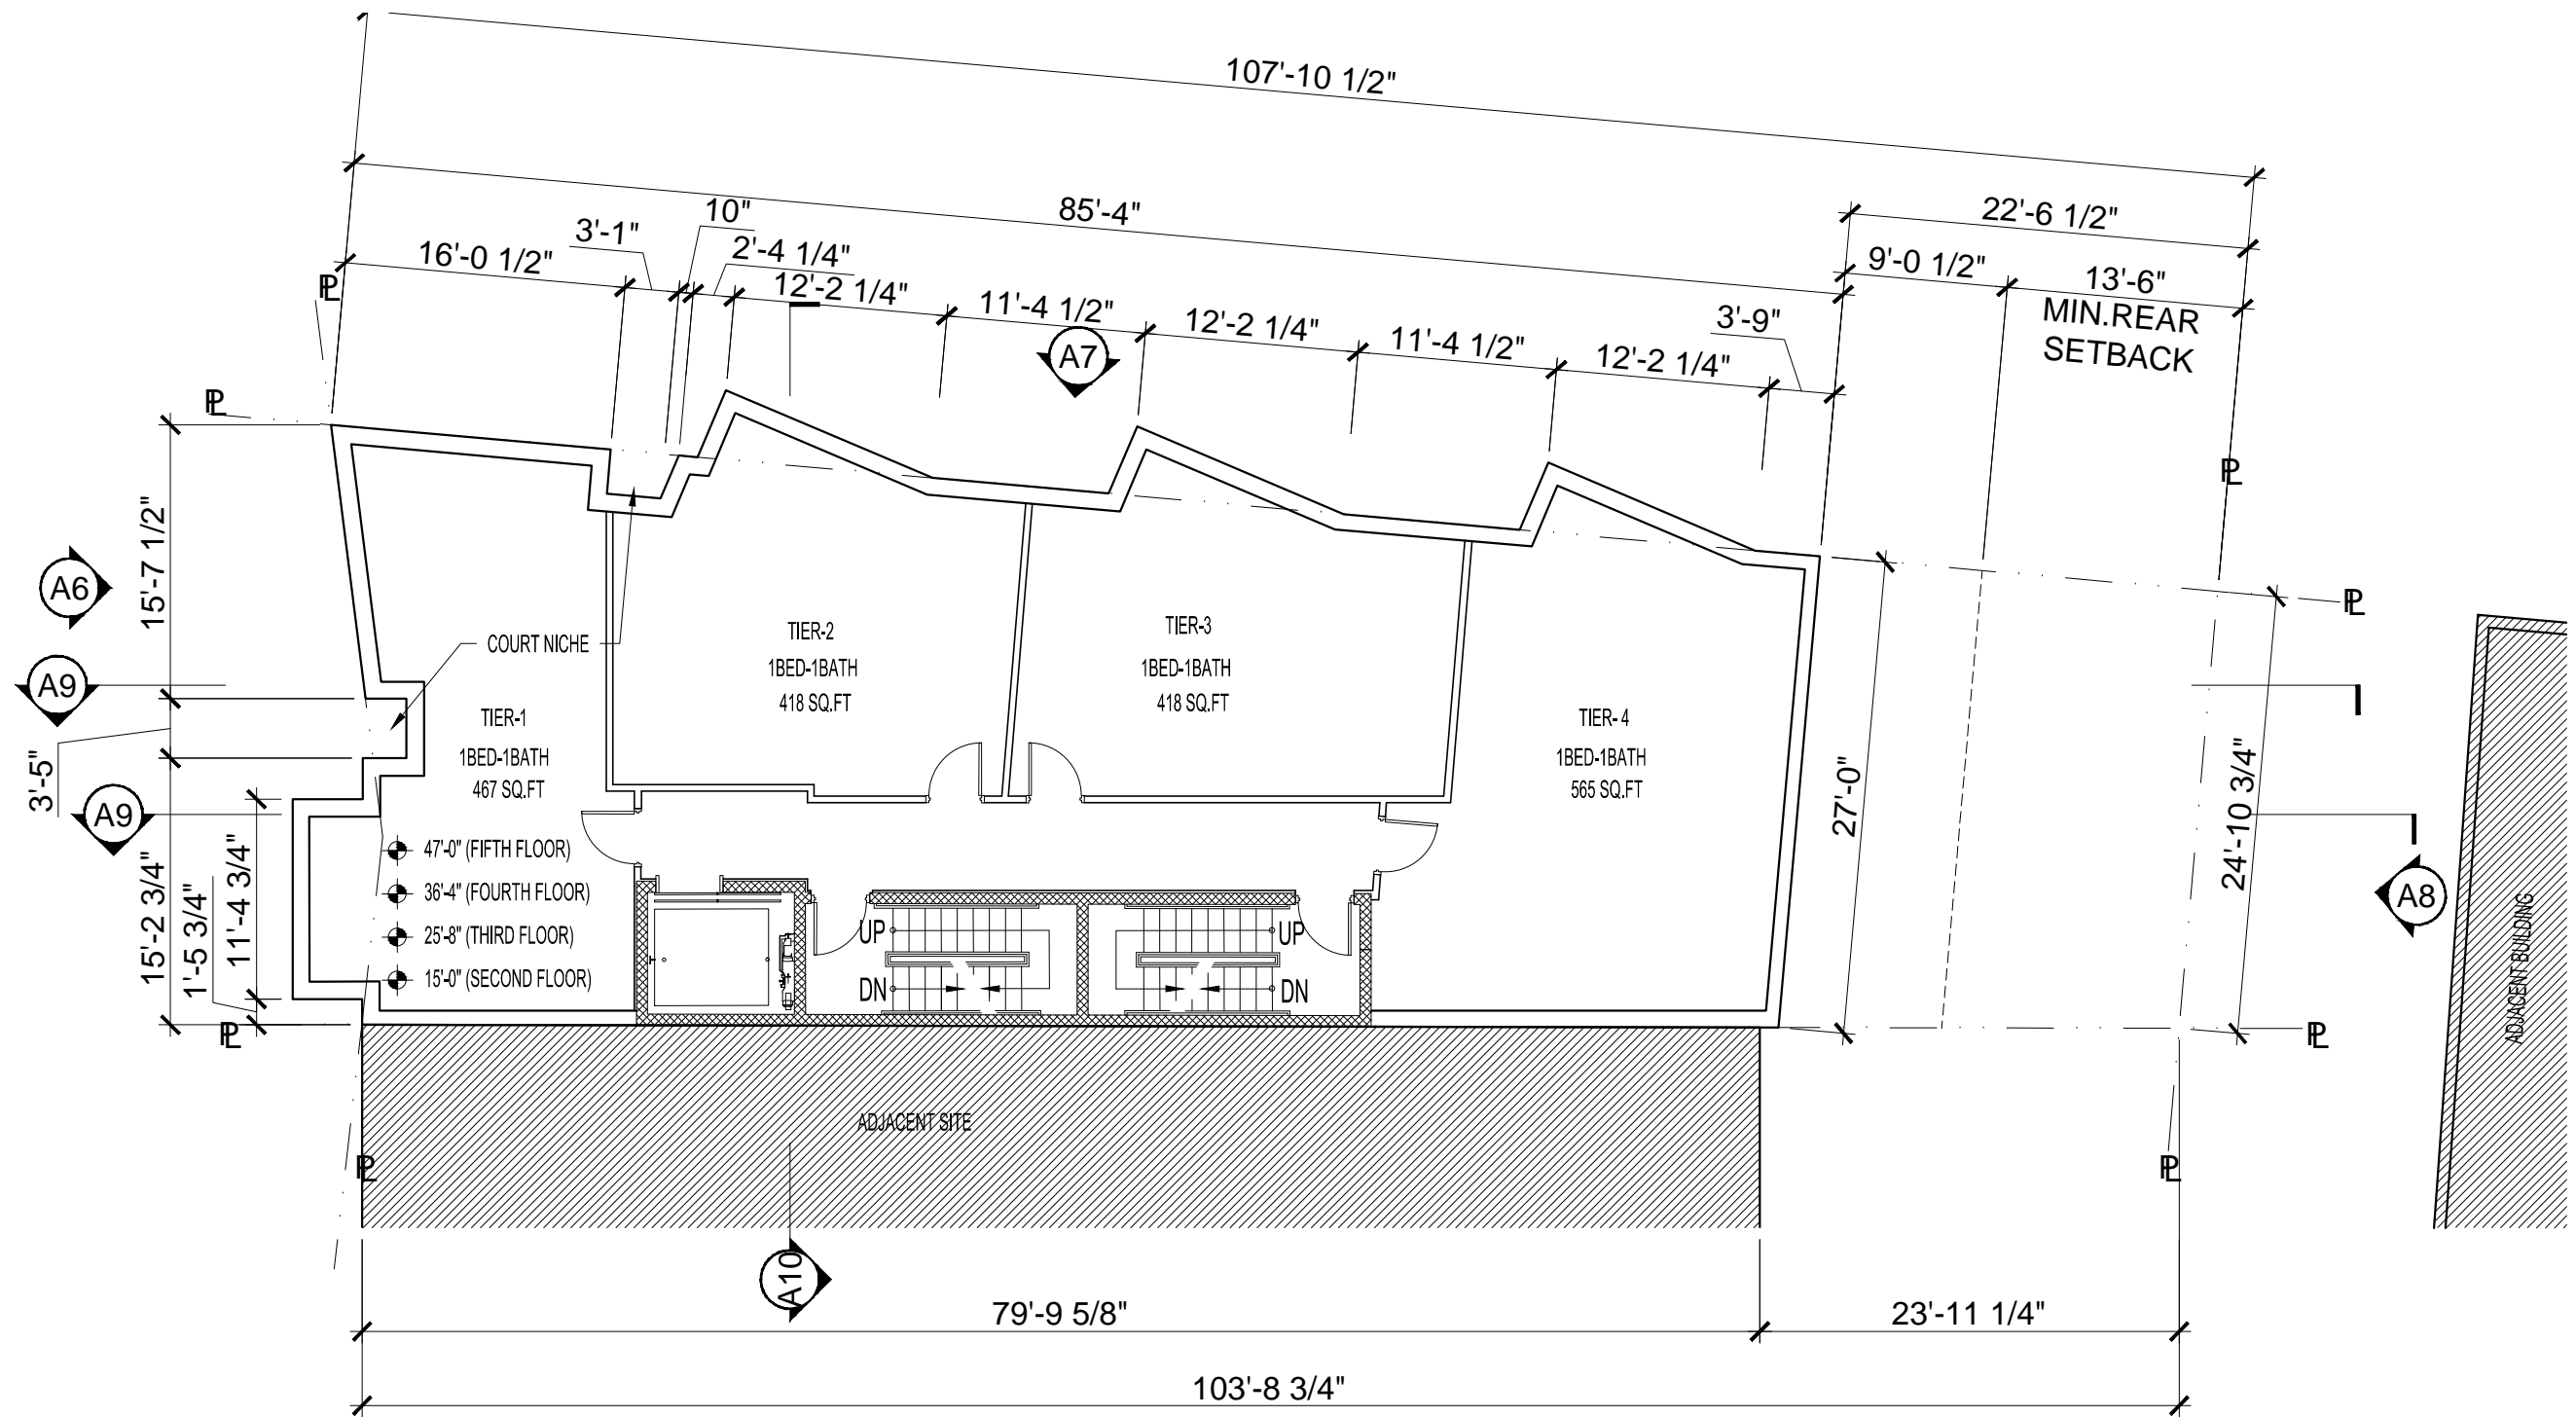 107'-10 1/2"
85'-4"
22'-6 1/2"
16'-0 1/2"
3'-1"
10"
2'-4 1/4"
12'-2 1/4"
11'-4 1/2"
12'-2 1/4"
11'-4 1/2"
12'-2 1/4"
3'-9"
9'-0 1/2"
13'-6"
MIN.REAR
SETBACK
PL
PL
A7
PL
PL
A6
A9
A9
15'-7 1/2"
3'-5"
15'-2 3/4"
1'-5 3/4"
11'-4 3/4"
COURT NICHE
TIER-1
1BED-1BATH
467 SQ.FT
TIER-2
1BED-1BATH
418 SQ.FT
TIER-3
1BED-1BATH
418 SQ.FT
TIER- 4
1BED-1BATH
565 SQ.FT
47'-0" (FIFTH FLOOR)
36'-4" (FOURTH FLOOR)
25'-8" (THIRD FLOOR)
15'-0" (SECOND FLOOR)
UP
DN
UP
DN
27'-0"
24'-10 3/4"
A8
ADJACENT BUILDING
PL
PL
ADJACENT SITE
PL
PL
A10
79'-9 5/8"
23'-11 1/4"
103'-8 3/4"